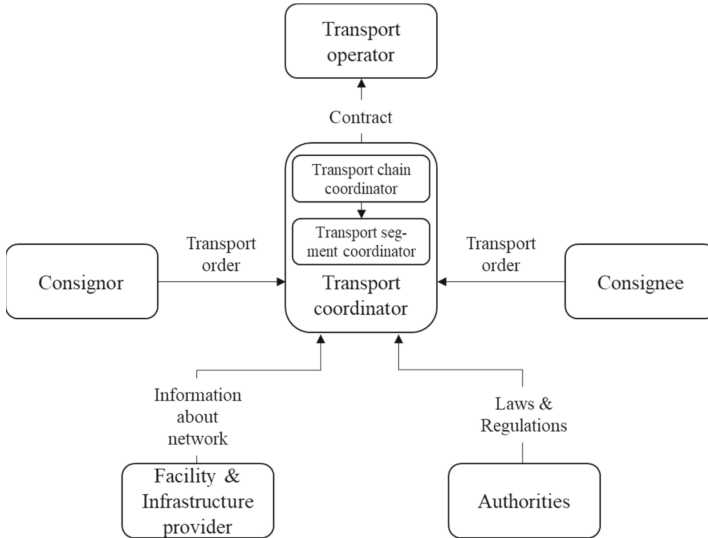 Transport
operator
Contract
Transport chain
coordinator
Transport seg-
ment coordinator
Transport
coordinator
Transport
order
Consignor
Transport
order
Consignee
Information
about
network
Facility &
Infrastructure
provider
Laws &
Regulations
Authorities